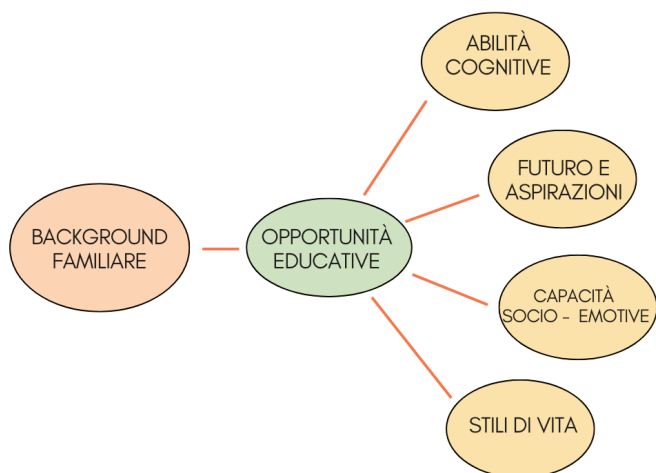 ABILITÀ
COGNITIVE
FUTURO E
ASPIRAZIONI
BACKGROUND
FAMILIARE
OPPORTUNITÀ
EDUCATIVE
CAPACITÀ
SOCIO - EMOTIVE
STILI DI VITA